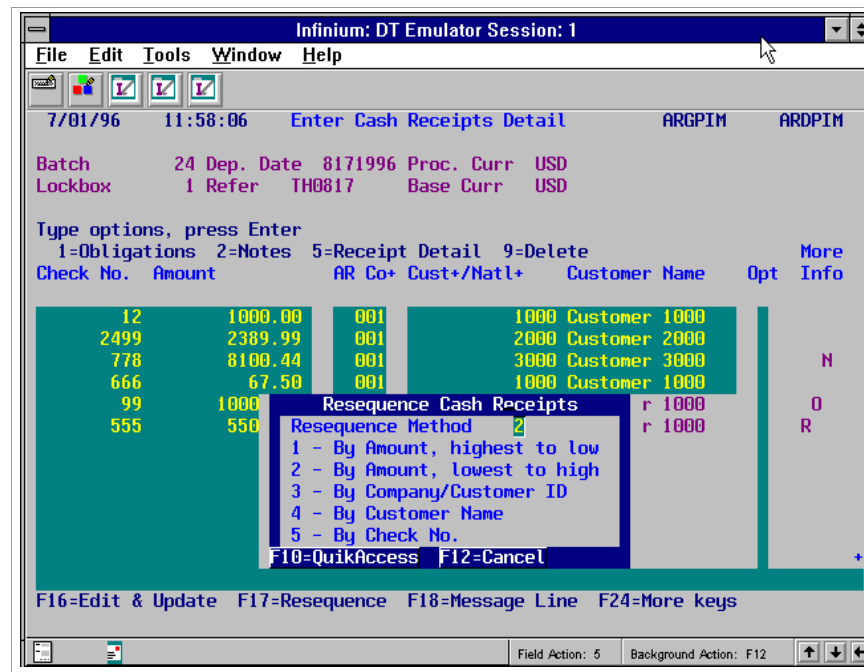 Infinium: DT Emulator Session: 1
File Edit Tools Window Help
7/01/96 11:58:06 Enter Cash Receipts Detail ARGPIM ARDPIM
Batch 24 Dep. Date 8171996 Proc. Curr USD
Lockbox 1 Refer TH0817 Base Curr USD
Type options, press Enter
1=Obligations 2=Notes 5=Receipt Detail 9=Delete More
Check No. Amount AR Co+ Cust+/Natl+ Customer Name Opt Info
12 1000.00 001 1000 Customer 1000
2499 2389.99 001 2000 Customer 2000
778 8100.44 001 3000 Customer 3000 N
666 67.50 001 1000 Customer 1000
99 1000 Resequence Cash Receipts r 1000 O
555 550 Resequence Method 2 r 1000 R
1 - By Amount, highest to low
2 - By Amount, lowest to high
3 - By Company/Customer ID
4 - By Customer Name
5 - By Check No.
F10=QuikAccess F12=Cancel
+
F16=Edit & Update F17=Resequence F18=Message Line F24=More keys
Field Action: 5 Background Action: F12